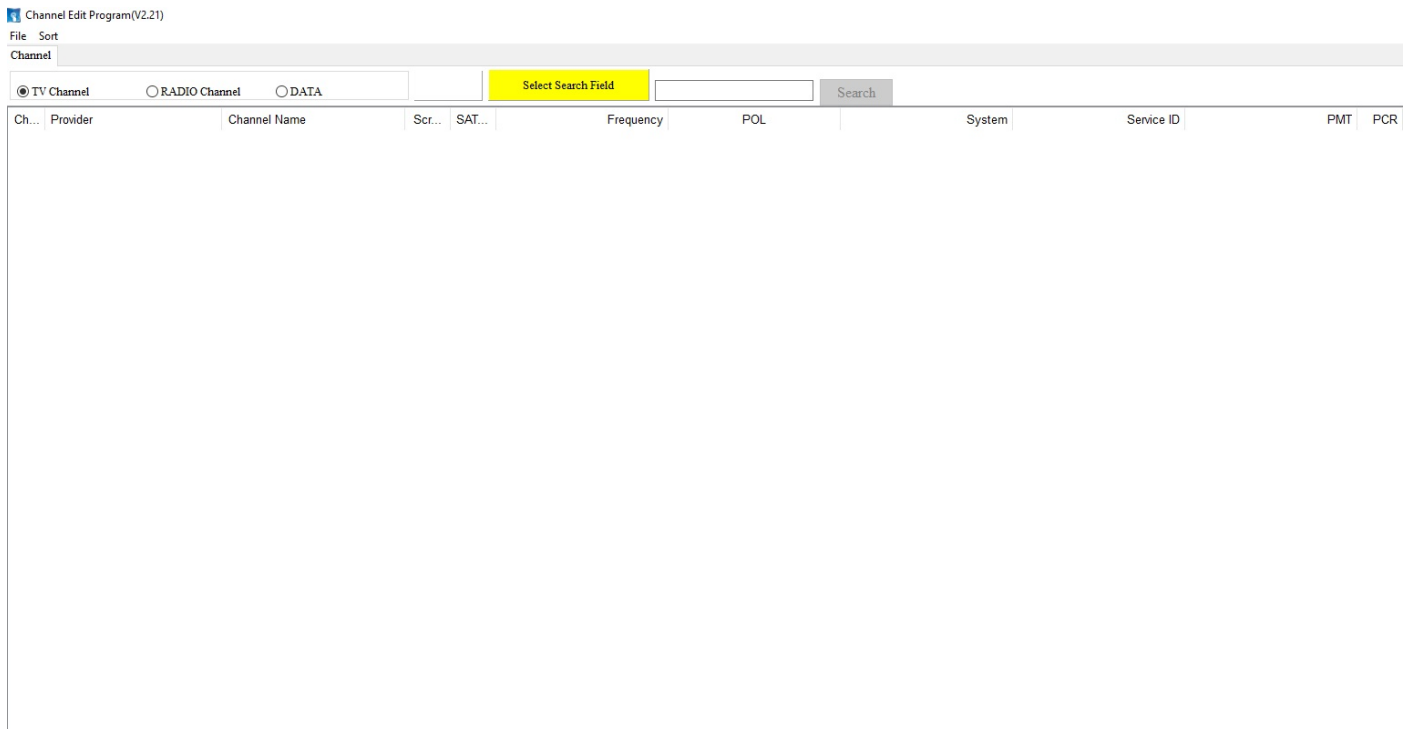 Channel Edit Program(V2.21)
File Sort
Channel
TV Channel RADIO Channel DATA Select Search Field Search
Ch... Provider Channel Name Scr... SAT... Frequency POL System Service ID PMT PCR